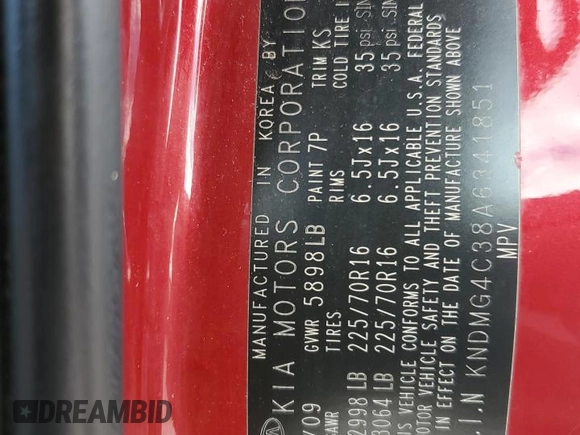 MANUFACTURED IN KOREA BY
KIA MOTORS CORPORATION
/09 GVWR 5898LB PAINT 7P TRIM KS
GAWR TIRES RIMS COLD TIRE
2998 LB 225/70R16 6.5Jx16 35 psi
3064 LB 225/70R16 6.5Jx16 35 psi
VEHICLE CONFORMS TO ALL APPLICABLE U.S.A. FEDERAL
MOTOR VEHICLE SAFETY AND THEFT PREVENTION STANDARDS
IN EFFECT ON THE DATE OF MANUFACTURE SHOWN ABOVE
.I.N KNDMG4C38A6341851
MPV
DREAMBID